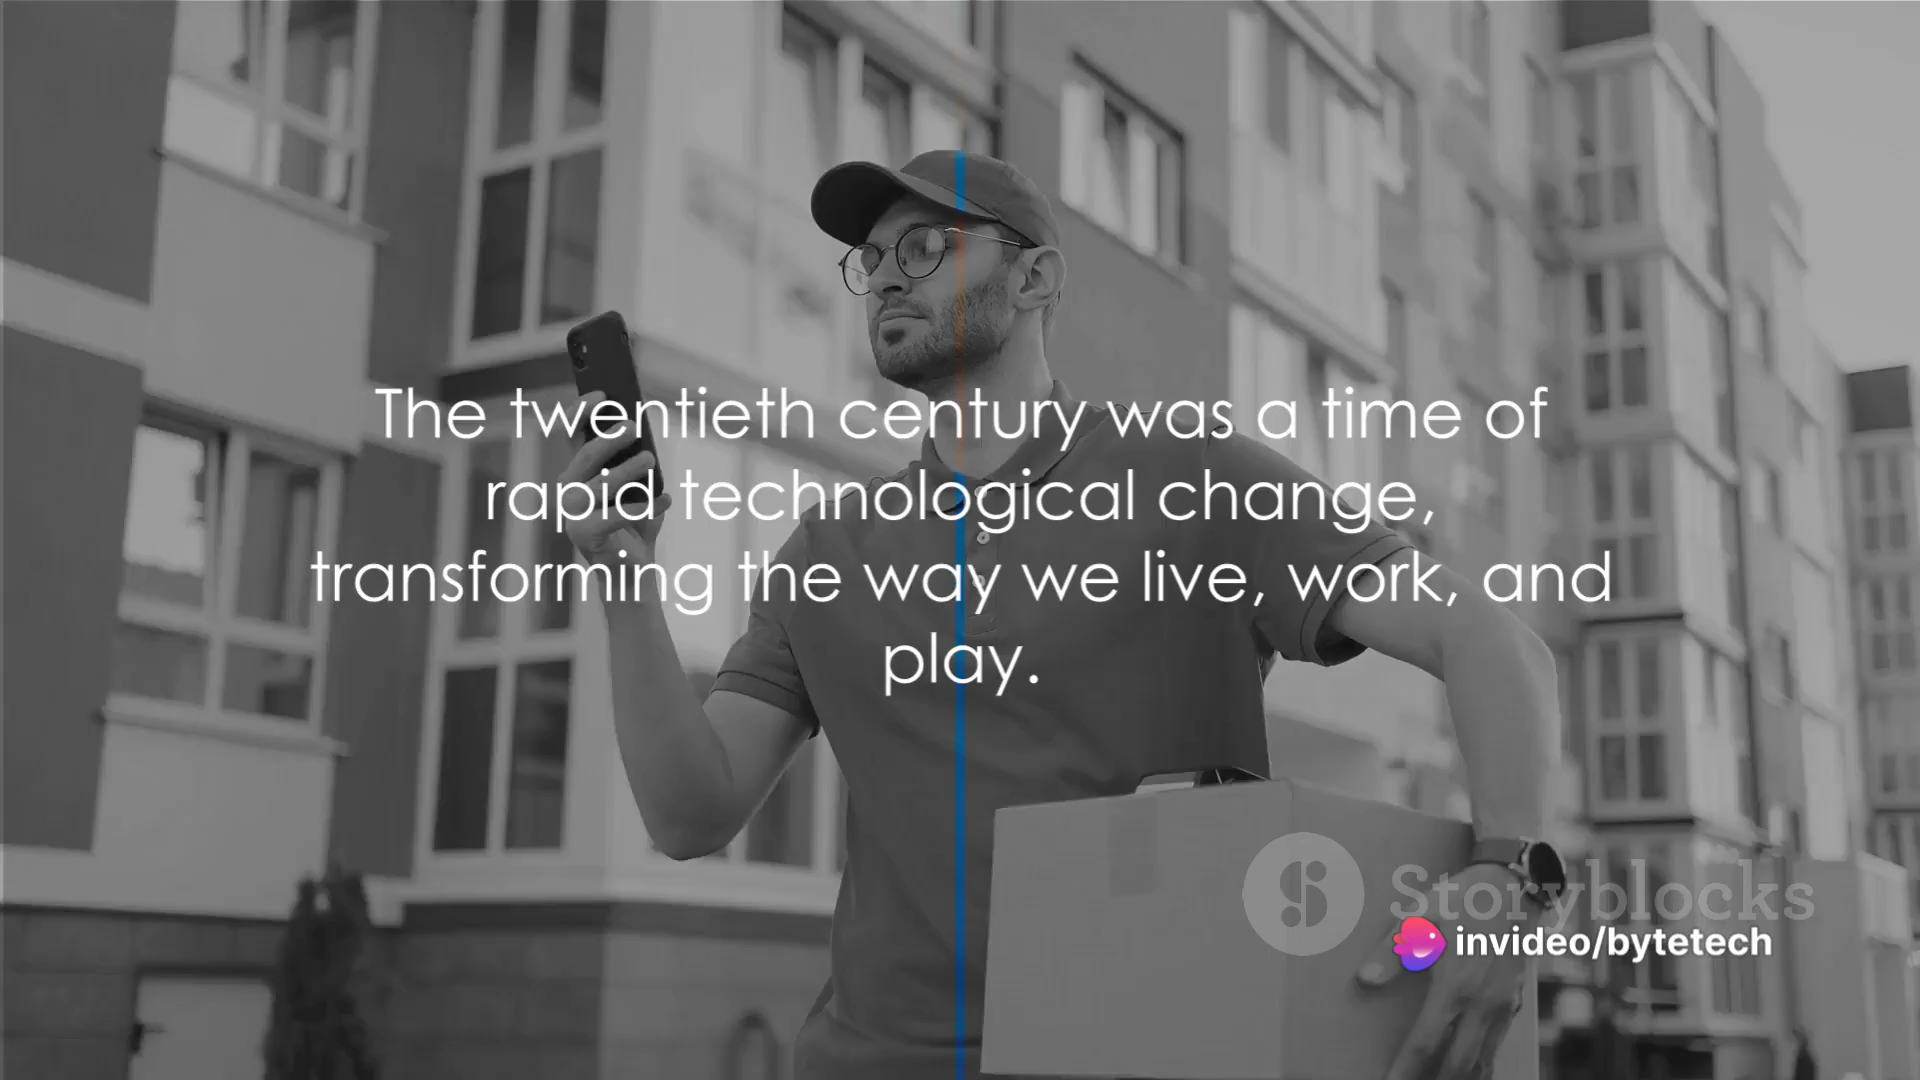 The twentieth century was a time of
rapid technological change,
transforming the way we live, work, and
play.
Storyblocks
invideo/bytetech